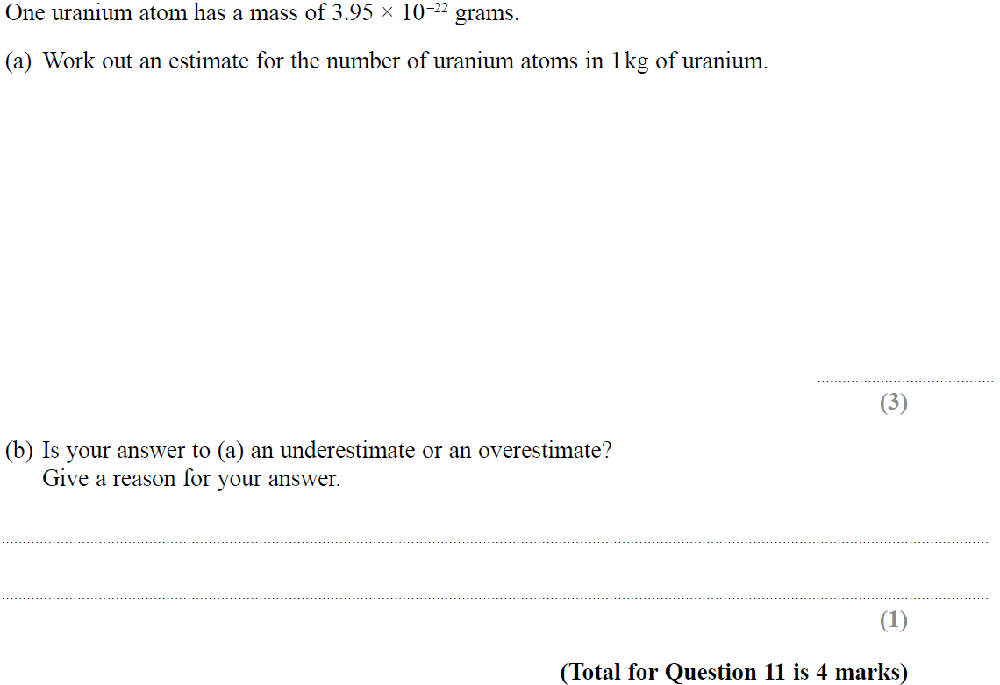 One uranium atom has a mass of 3.95 × 10⁻²² grams.
(a) Work out an estimate for the number of uranium atoms in 1 kg of uranium.
(3)
(b) Is your answer to (a) an underestimate or an overestimate?
Give a reason for your answer.
(1)
(Total for Question 11 is 4 marks)